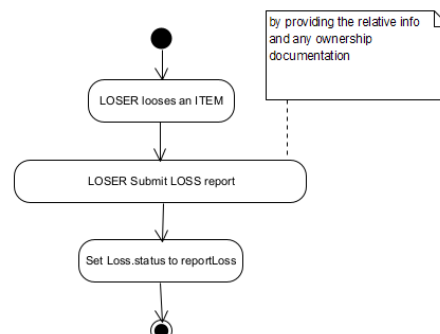 by providing the relative info
and any ownership
documentation
LOSER looses an ITEM
LOSER Submit LOSS report
Set Loss.status to reportLoss